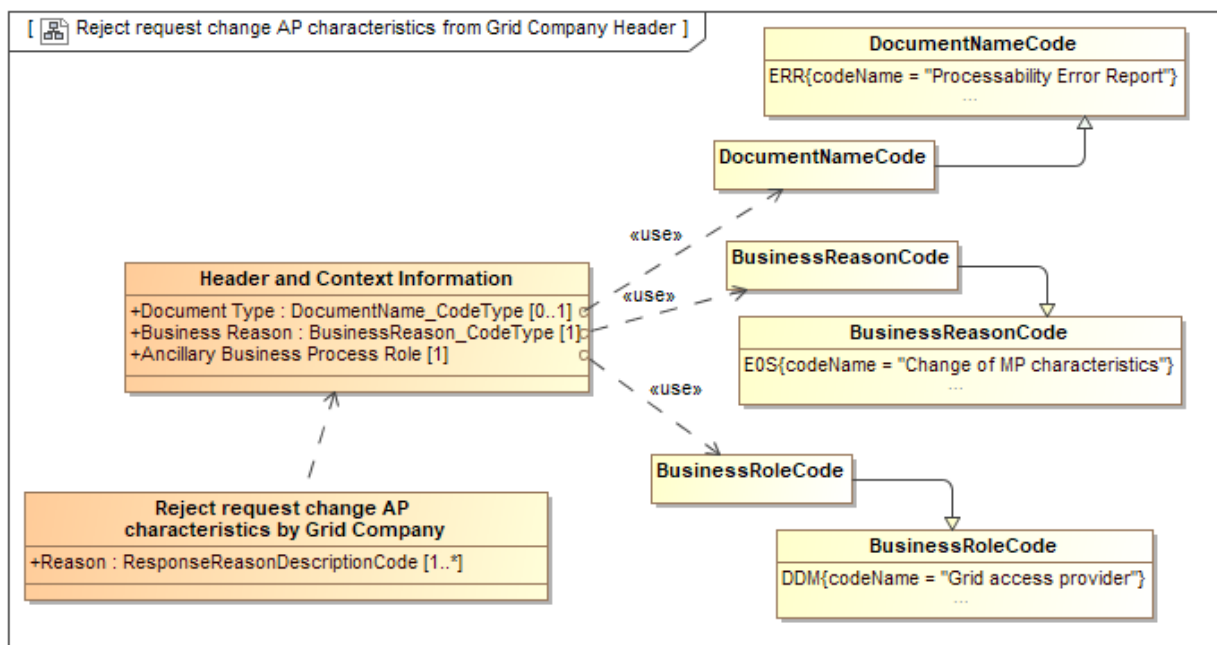 [ Reject request change AP characteristics from Grid Company Header ]
DocumentNameCode
ERR{codeName = "Processability Error Report"}
...
DocumentNameCode
«use»
BusinessReasonCode
Header and Context Information
+Document Type : DocumentName_CodeType [0..1]
+Business Reason : BusinessReason_CodeType [1]
+Ancillary Business Process Role [1]
«use»
BusinessReasonCode
E0S{codeName = "Change of MP characteristics"}
...
«use»
BusinessRoleCode
Reject request change AP
characteristics by Grid Company
+Reason : ResponseReasonDescriptionCode [1..*]
BusinessRoleCode
DDM{codeName = "Grid access provider"}
...